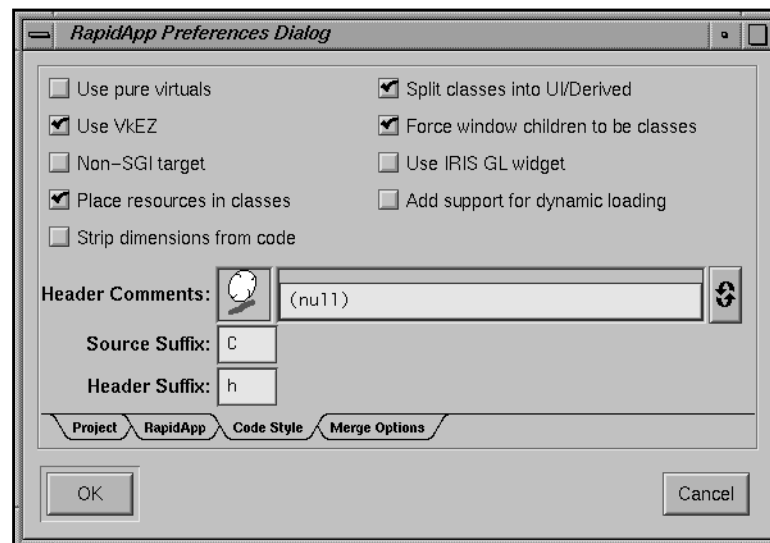 RapidApp Preferences Dialog
Use pure virtuals
Split classes into UI/Derived
Use VkEZ
Force window children to be classes
Non-SGI target
Use IRIS GL widget
Place resources in classes
Add support for dynamic loading
Strip dimensions from code
Header Comments: (null)
Source Suffix: C
Header Suffix: h
Project RapidApp Code Style Merge Options
OK Cancel